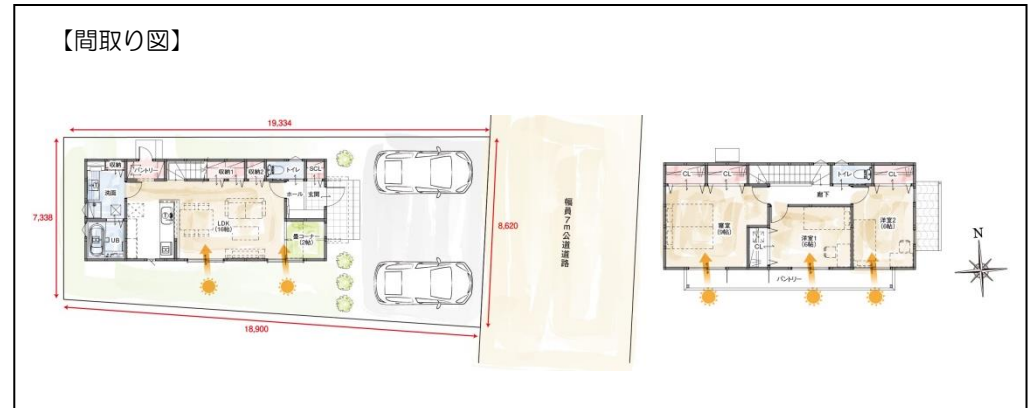 【間取り図】
19,334
7,338
8,620
18,900
収納
パントリー
収納1
収納2
トイレ
SCL
洗面
ホール
玄関
UB
LDK
(16帖)
畳コーナー
(2帖)
幅員7m公道道路
CL
CL
トイレ
CL
廊下
寝室
(9帖)
CL
洋室1
(6帖)
洋室2
(6帖)
バントリー
N